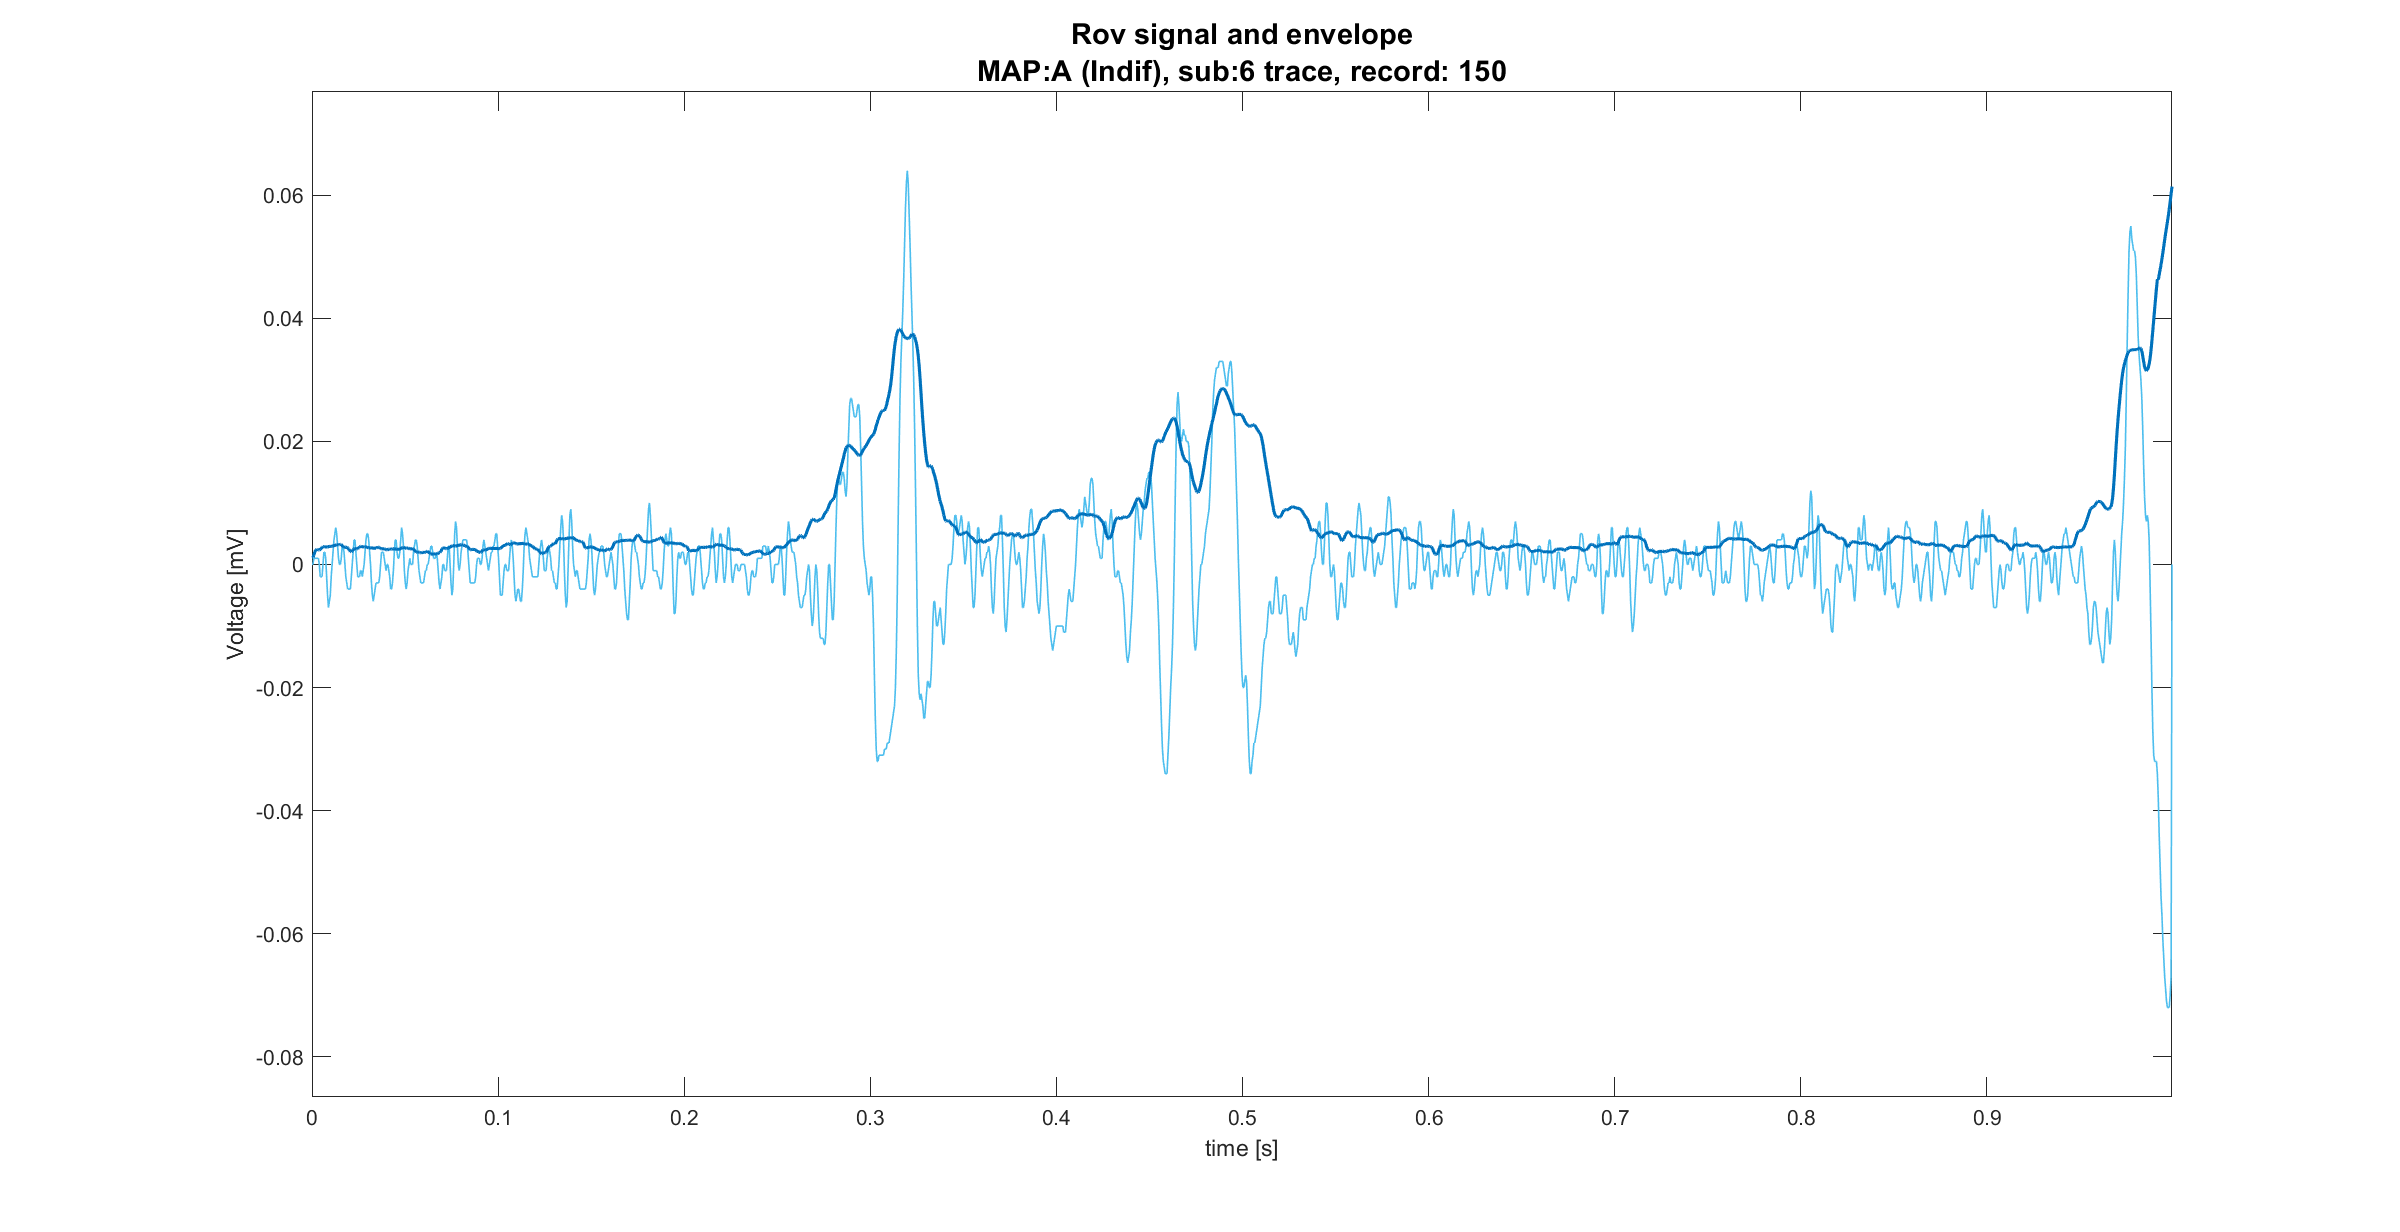 Rov signal and envelope
MAP:A (Indif), sub:6 trace, record: 150
Voltage [mV]
0.06
0.04
0.02
0
-0.02
-0.04
-0.06
-0.08
0 0.1 0.2 0.3 0.4 0.5 0.6 0.7 0.8 0.9
time [s]